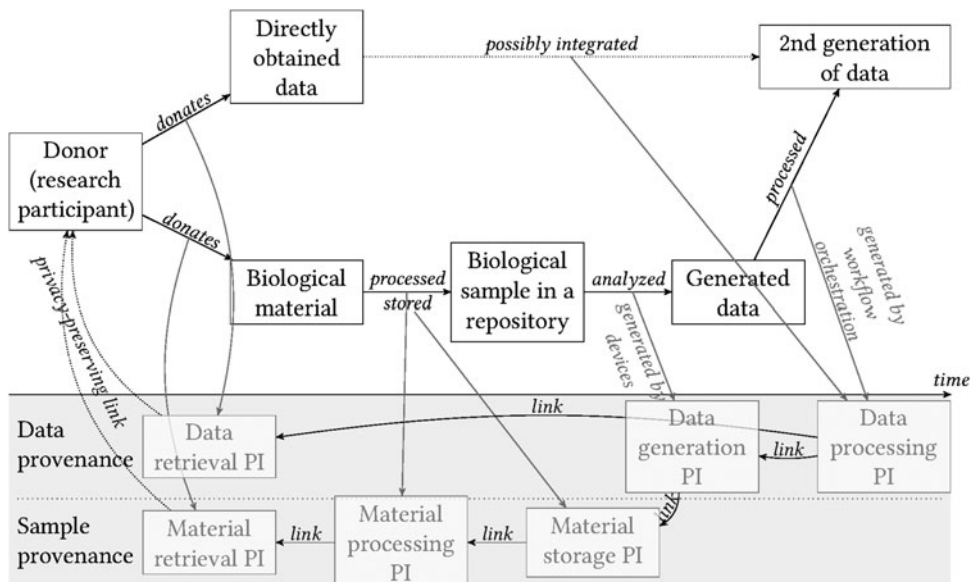 Directly
obtained
data
possibly integrated
2nd generation
of data
donates
Donor
(research
participant)
donates
processed
Biological
material
processed
stored
Biological
sample in a
repository
analyzed
Generated
data
generated by
workflow
orchestration
generated by
devices
privacy-preserving link
time
Data
provenance
Data
retrieval PI
link
Data
generation
PI
link
Data
processing
PI
Sample
provenance
Material
retrieval PI
link
Material
processing
PI
link
Material
storage PI
link